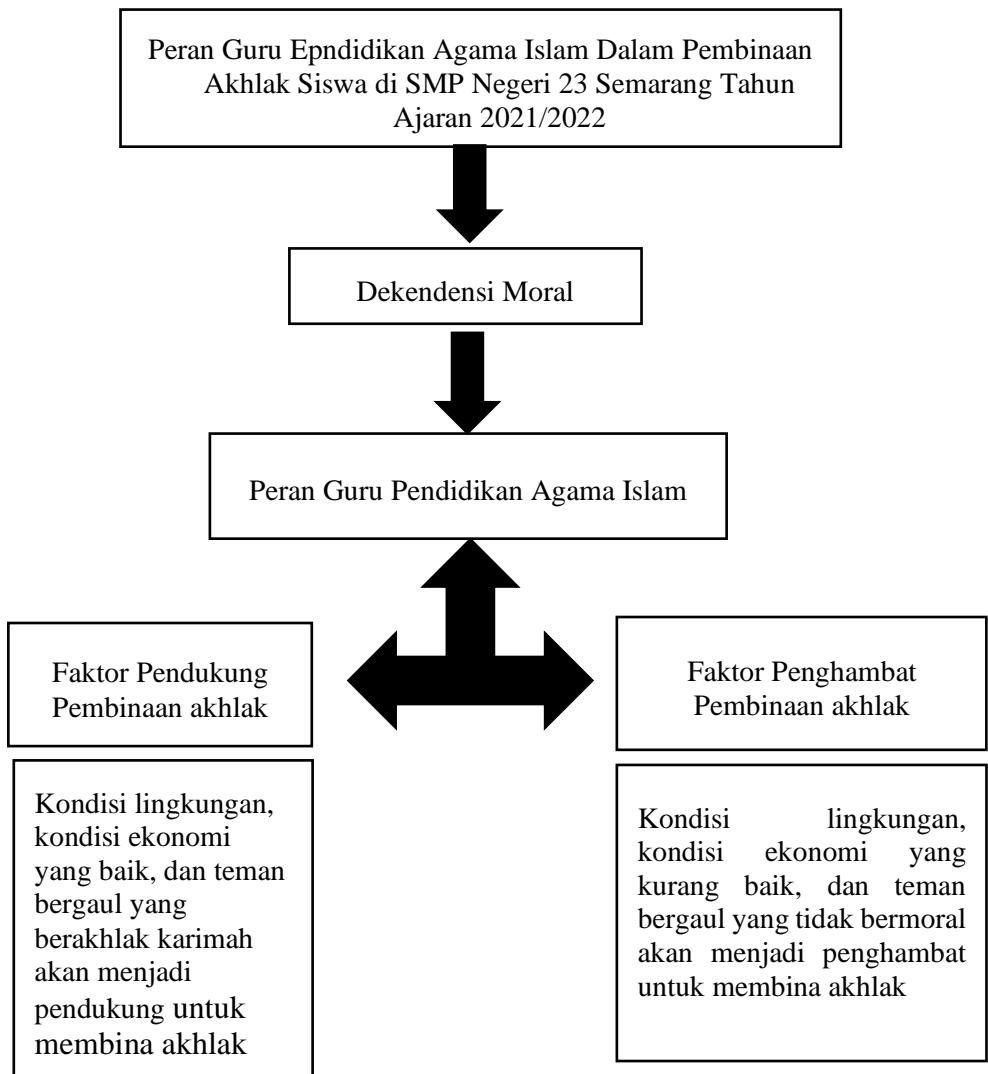 Peran Guru Epndidikan Agama Islam Dalam Pembinaan
Akhlak Siswa di SMP Negeri 23 Semarang Tahun
Ajaran 2021/2022
Dekendensi Moral
Peran Guru Pendidikan Agama Islam
Faktor Pendukung
Pembinaan akhlak
Kondisi lingkungan,
kondisi ekonomi
yang baik, dan teman
bergaul yang
berakhlak karimah
akan menjadi
pendukung untuk
membina akhlak
Faktor Penghambat
Pembinaan akhlak
Kondisi lingkungan,
kondisi ekonomi yang
kurang baik, dan teman
bergaul yang tidak bermoral
akan menjadi penghambat
untuk membina akhlak